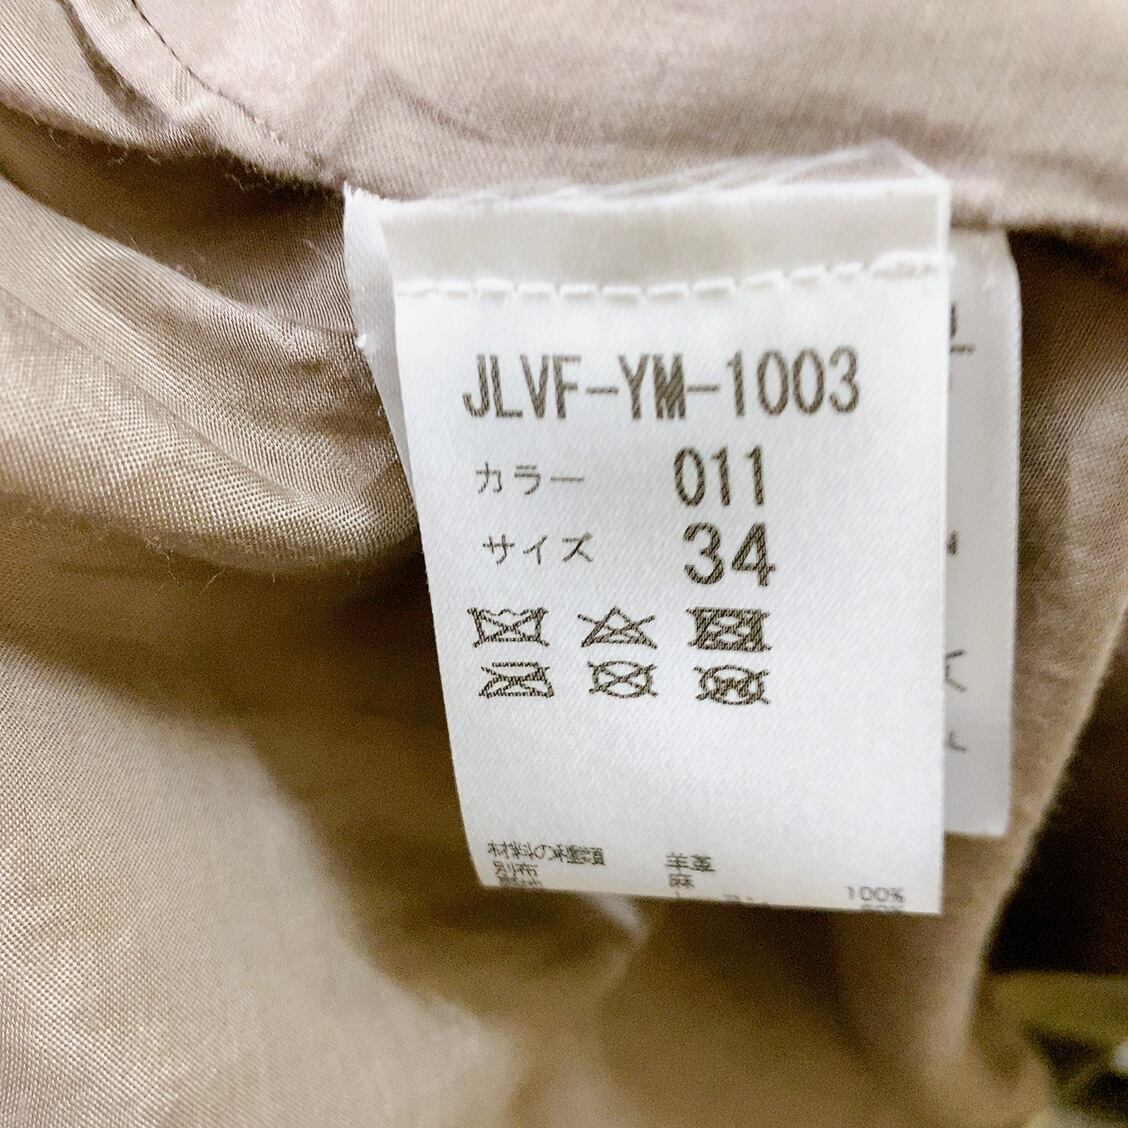 JLVF-YM-1003
カラー 011
サイズ 34
材料の種類 羊革
別布 麻 100%